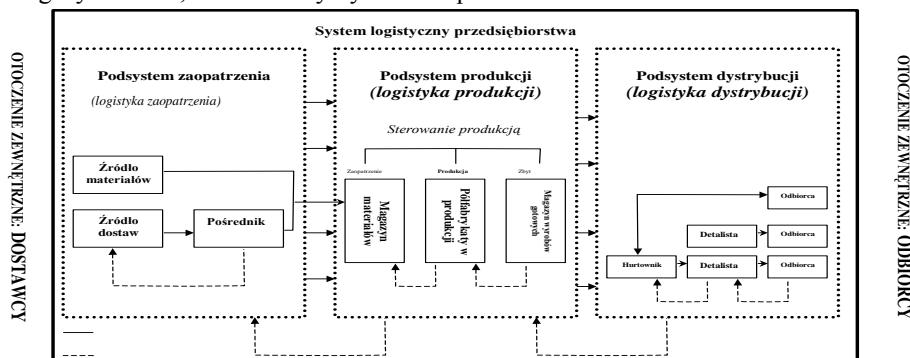 System logistyczny przedsiębiorstwa
OTOCZENIE ZEWNĘTRZNE: DOSTAWCY
Podsystem zaopatrzenia
(logistyka zaopatrzenia)
Źródło
materiałów
Źródło
dostaw
Pośrednik
Podsystem produkcji
(logistyka produkcji)
Sterowanie produkcją
Zaopatrzenie
Produkcja
Zbyt
Magazyn
materiałów
Półfabrykaty w
produkcji
Magazyn wyrobów
gotowych
Podsystem dystrybucji
(logistyka dystrybucji)
Odbiorca
Detalista
Odbiorca
Hurtownik
Detalista
Odbiorca
OTOCZENIE ZEWNĘTRZNE: ODBIORCY